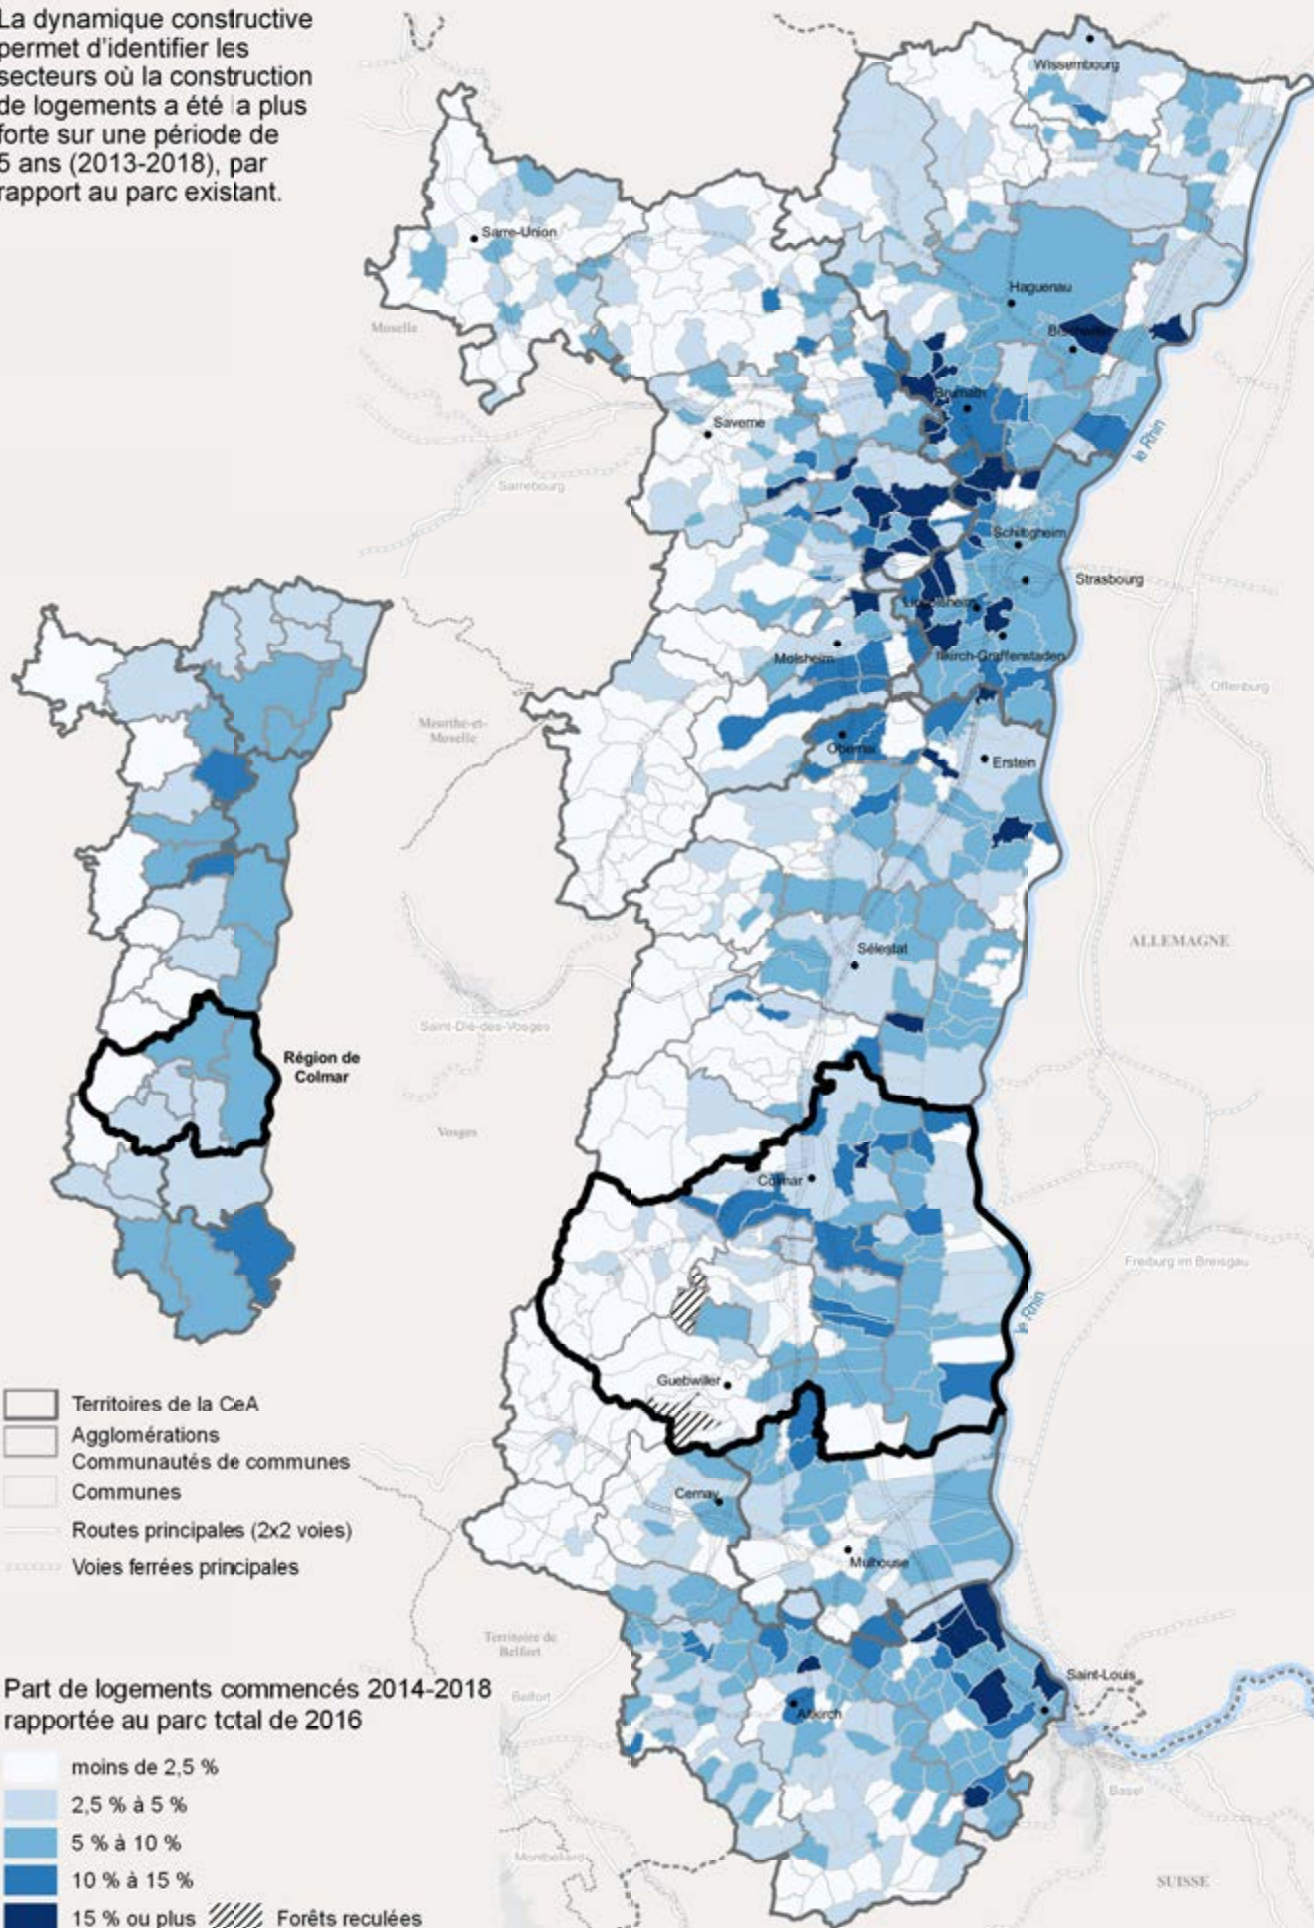 La dynamique constructive
permet d'identifier les
secteurs où la construction
de logements a été la plus
forte sur une période de
5 ans (2013-2018), par
rapport au parc existant.
Wissembourg
Sarre-Union
Haguenau
Moselle
Brumath
Saverne
le Rhin
Sarrebourg
Schiltigheim
Strasbourg
Molsheim
Illkirch-Graffenstaden
Offenburg
Meurthe-et-
Moselle
Obernai
Erstein
ALLEMAGNE
Sélestat
Saint-Dié-des-Vosges
Région de
Colmar
Vosges
Colmar
Freiburg im Breisgau
le Rhin
Guebwiller
Territoires de la CeA
Agglomérations
Communautés de communes
Communes
Cernay
Routes principales (2x2 voies)
Mulhouse
Voies ferrées principales
Territoire de
Belfort
Saint-Louis
Part de logements commencés 2014-2018
rapportée au parc total de 2016
Belfort
Altkirch
moins de 2,5 %
2,5 % à 5 %
Basel
5 % à 10 %
Montbéliard
10 % à 15 %
SUISSE
15 % ou plus
Forêts reculées